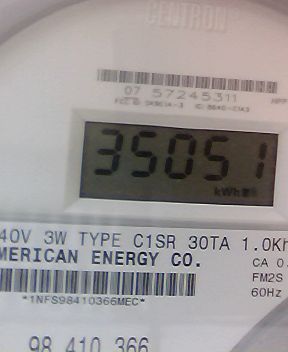 CENTRON
07 57245311
35051
kWh
40V 3W TYPE C1SR 30TA 1.0Kh
MERICAN ENERGY CO. CA 0.
FM2S
*1NFS98410366MEC* 60Hz
98 410 366